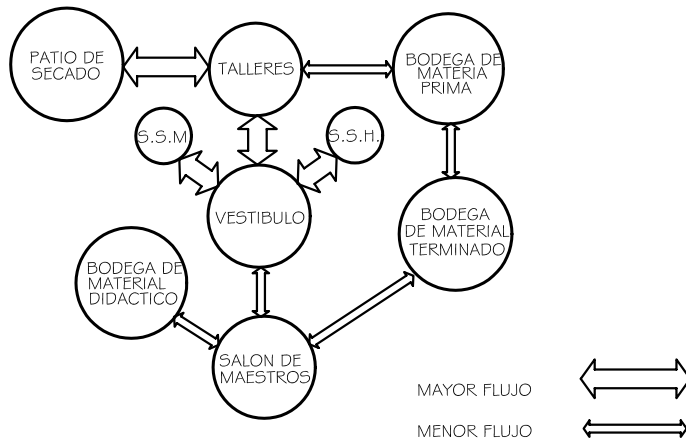 PATIO DE
SECADO
TALLERES
BODEGA DE
MATERIA
PRIMA
S.S.M
S.S.H.
VESTIBULO
BODEGA
DE MATERIAL
TERMINADO
BODEGA DE
MATERIAL
DIDACTICO
SALON DE
MAESTROS
MAYOR FLUJO
MENOR FLUJO